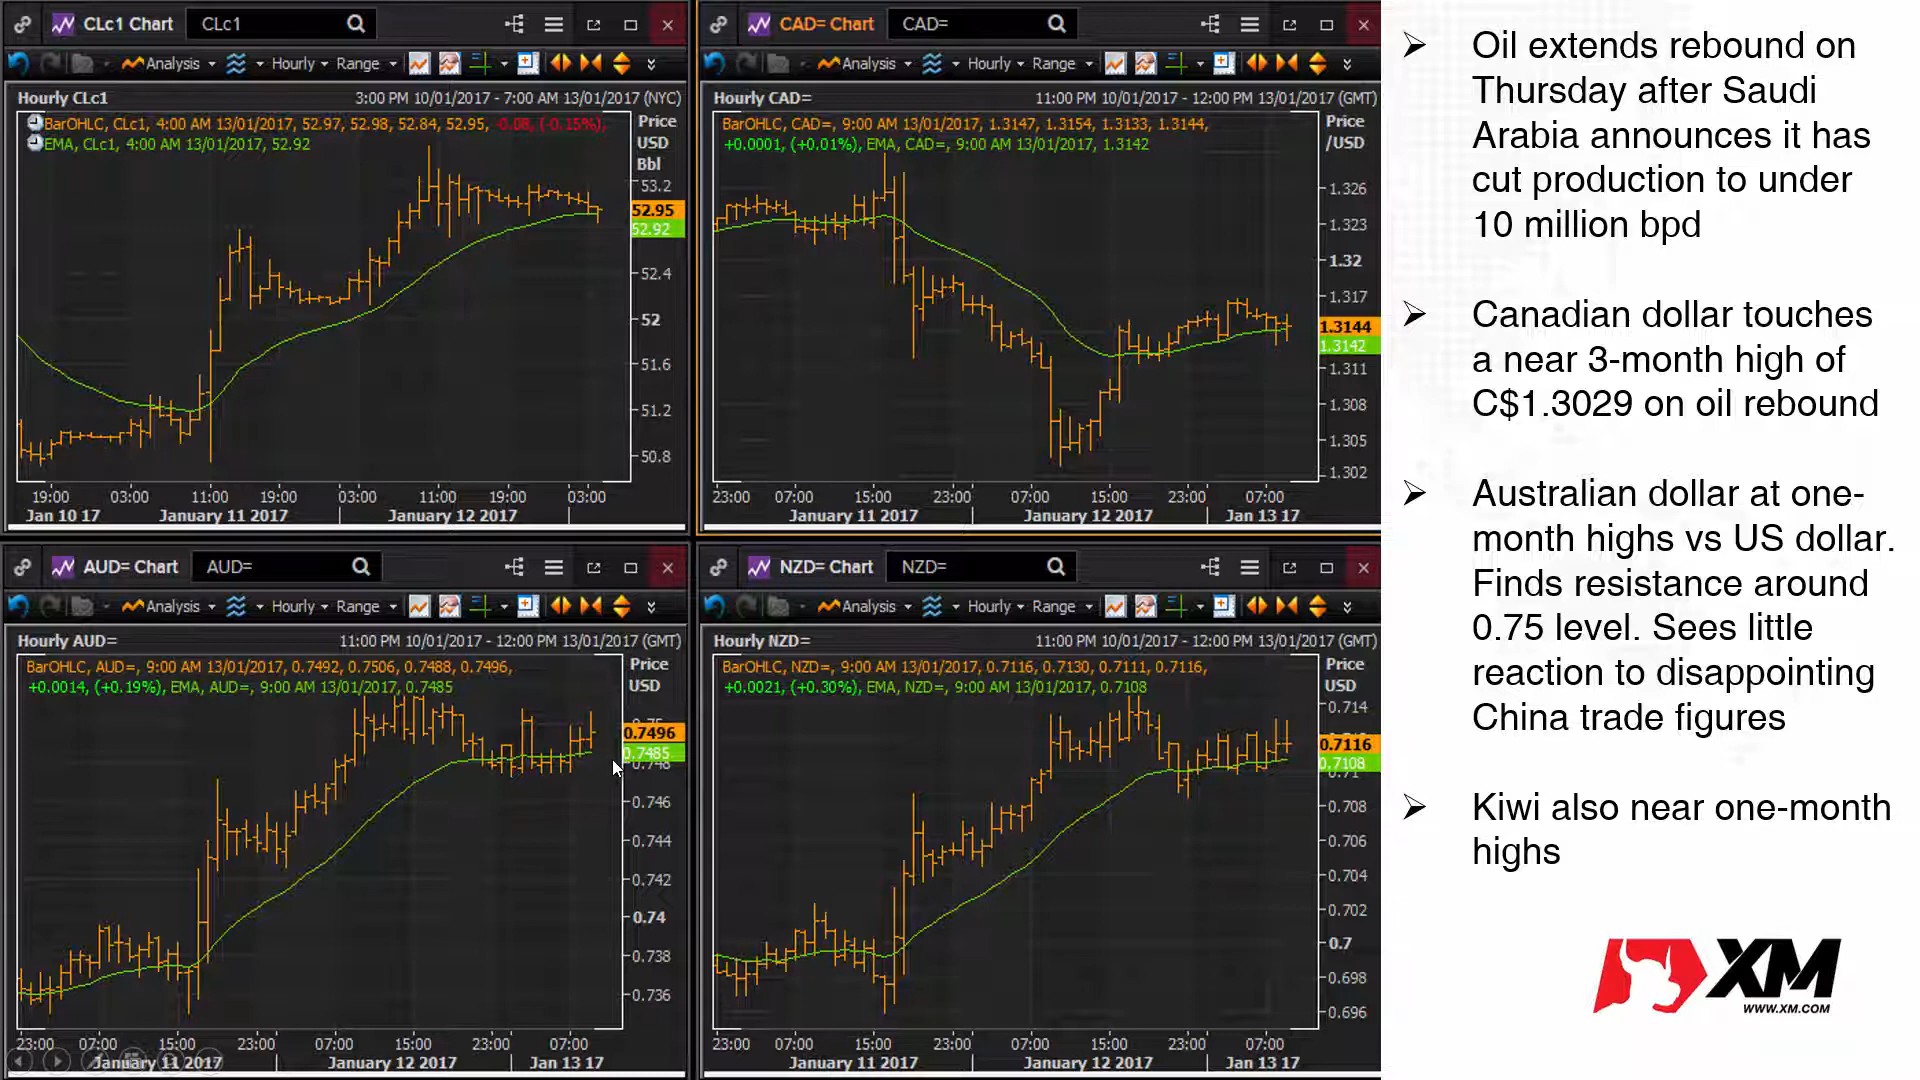 CLc1 Chart
CLc1
Analysis
Hourly
Range
Hourly CLc1
3:00 PM 10/01/2017 - 7:00 AM 13/01/2017 (NYC)
BarOHLC, CLc1, 4:00 AM 13/01/2017, 52.97, 52.98, 52.84, 52.95, -0.08, (-0.15%),
EMA, CLc1, 4:00 AM 13/01/2017, 52.92
Price
USD
Bbl
53.2
52.95
52.92
52.4
52
51.6
51.2
50.8
19:00 03:00 11:00 19:00 03:00 11:00 19:00 03:00
Jan 10 17 January 11 2017 January 12 2017
CAD= Chart
CAD=
Analysis
Hourly
Range
Hourly CAD=
11:00 PM 10/01/2017 - 12:00 PM 13/01/2017 (GMT)
BarOHLC, CAD=, 9:00 AM 13/01/2017, 1.3147, 1.3154, 1.3133, 1.3144,
+0.0001, (+0.01%), EMA, CAD=, 9:00 AM 13/01/2017, 1.3142
Price
/USD
1.326
1.323
1.32
1.317
1.3144
1.3142
1.311
1.308
1.305
1.302
23:00 07:00 15:00 23:00 07:00 15:00 23:00 07:00
January 11 2017 January 12 2017 Jan 13 17
AUD= Chart
AUD=
Analysis
Hourly
Range
Hourly AUD=
11:00 PM 10/01/2017 - 12:00 PM 13/01/2017 (GMT)
BarOHLC, AUD=, 9:00 AM 13/01/2017, 0.7492, 0.7506, 0.7488, 0.7496,
+0.0014, (+0.19%), EMA, AUD=, 9:00 AM 13/01/2017, 0.7485
Price
USD
0.75
0.7496
0.7485
0.748
0.746
0.744
0.742
0.74
0.738
0.736
23:00 07:00 15:00 23:00 07:00 15:00 23:00 07:00
January 11 2017 January 12 2017 Jan 13 17
NZD= Chart
NZD=
Analysis
Hourly
Range
Hourly NZD=
11:00 PM 10/01/2017 - 12:00 PM 13/01/2017 (GMT)
BarOHLC, NZD=, 9:00 AM 13/01/2017, 0.7116, 0.7130, 0.7111, 0.7116,
+0.0021, (+0.30%), EMA, NZD=, 9:00 AM 13/01/2017, 0.7108
Price
USD
0.714
0.7116
0.7108
0.71
0.708
0.706
0.704
0.702
0.7
0.698
0.696
23:00 07:00 15:00 23:00 07:00 15:00 23:00 07:00
January 11 2017 January 12 2017 Jan 13 17
Oil extends rebound on
Thursday after Saudi
Arabia announces it has
cut production to under
10 million bpd
Canadian dollar touches
a near 3-month high of
C$1.3029 on oil rebound
Australian dollar at one-
month highs vs US dollar.
Finds resistance around
0.75 level. Sees little
reaction to disappointing
China trade figures
Kiwi also near one-month
highs
XM
WWW.XM.COM